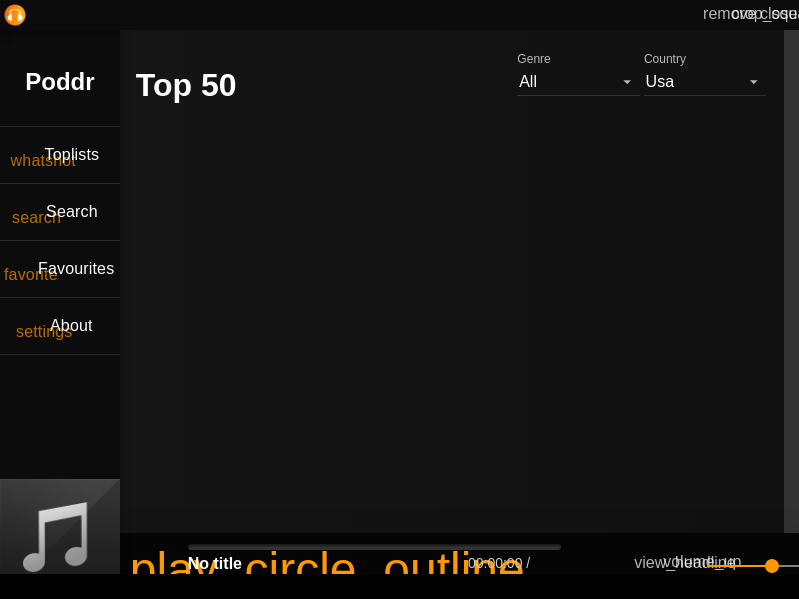 remove crop_square close
Poddr
Top 50
Genre
All
Country
Usa
whatshot Toplists
search Search
favorite Favourites
settings About
play_circle_outline
No title
00:00:00 /
view_headline
volume_up